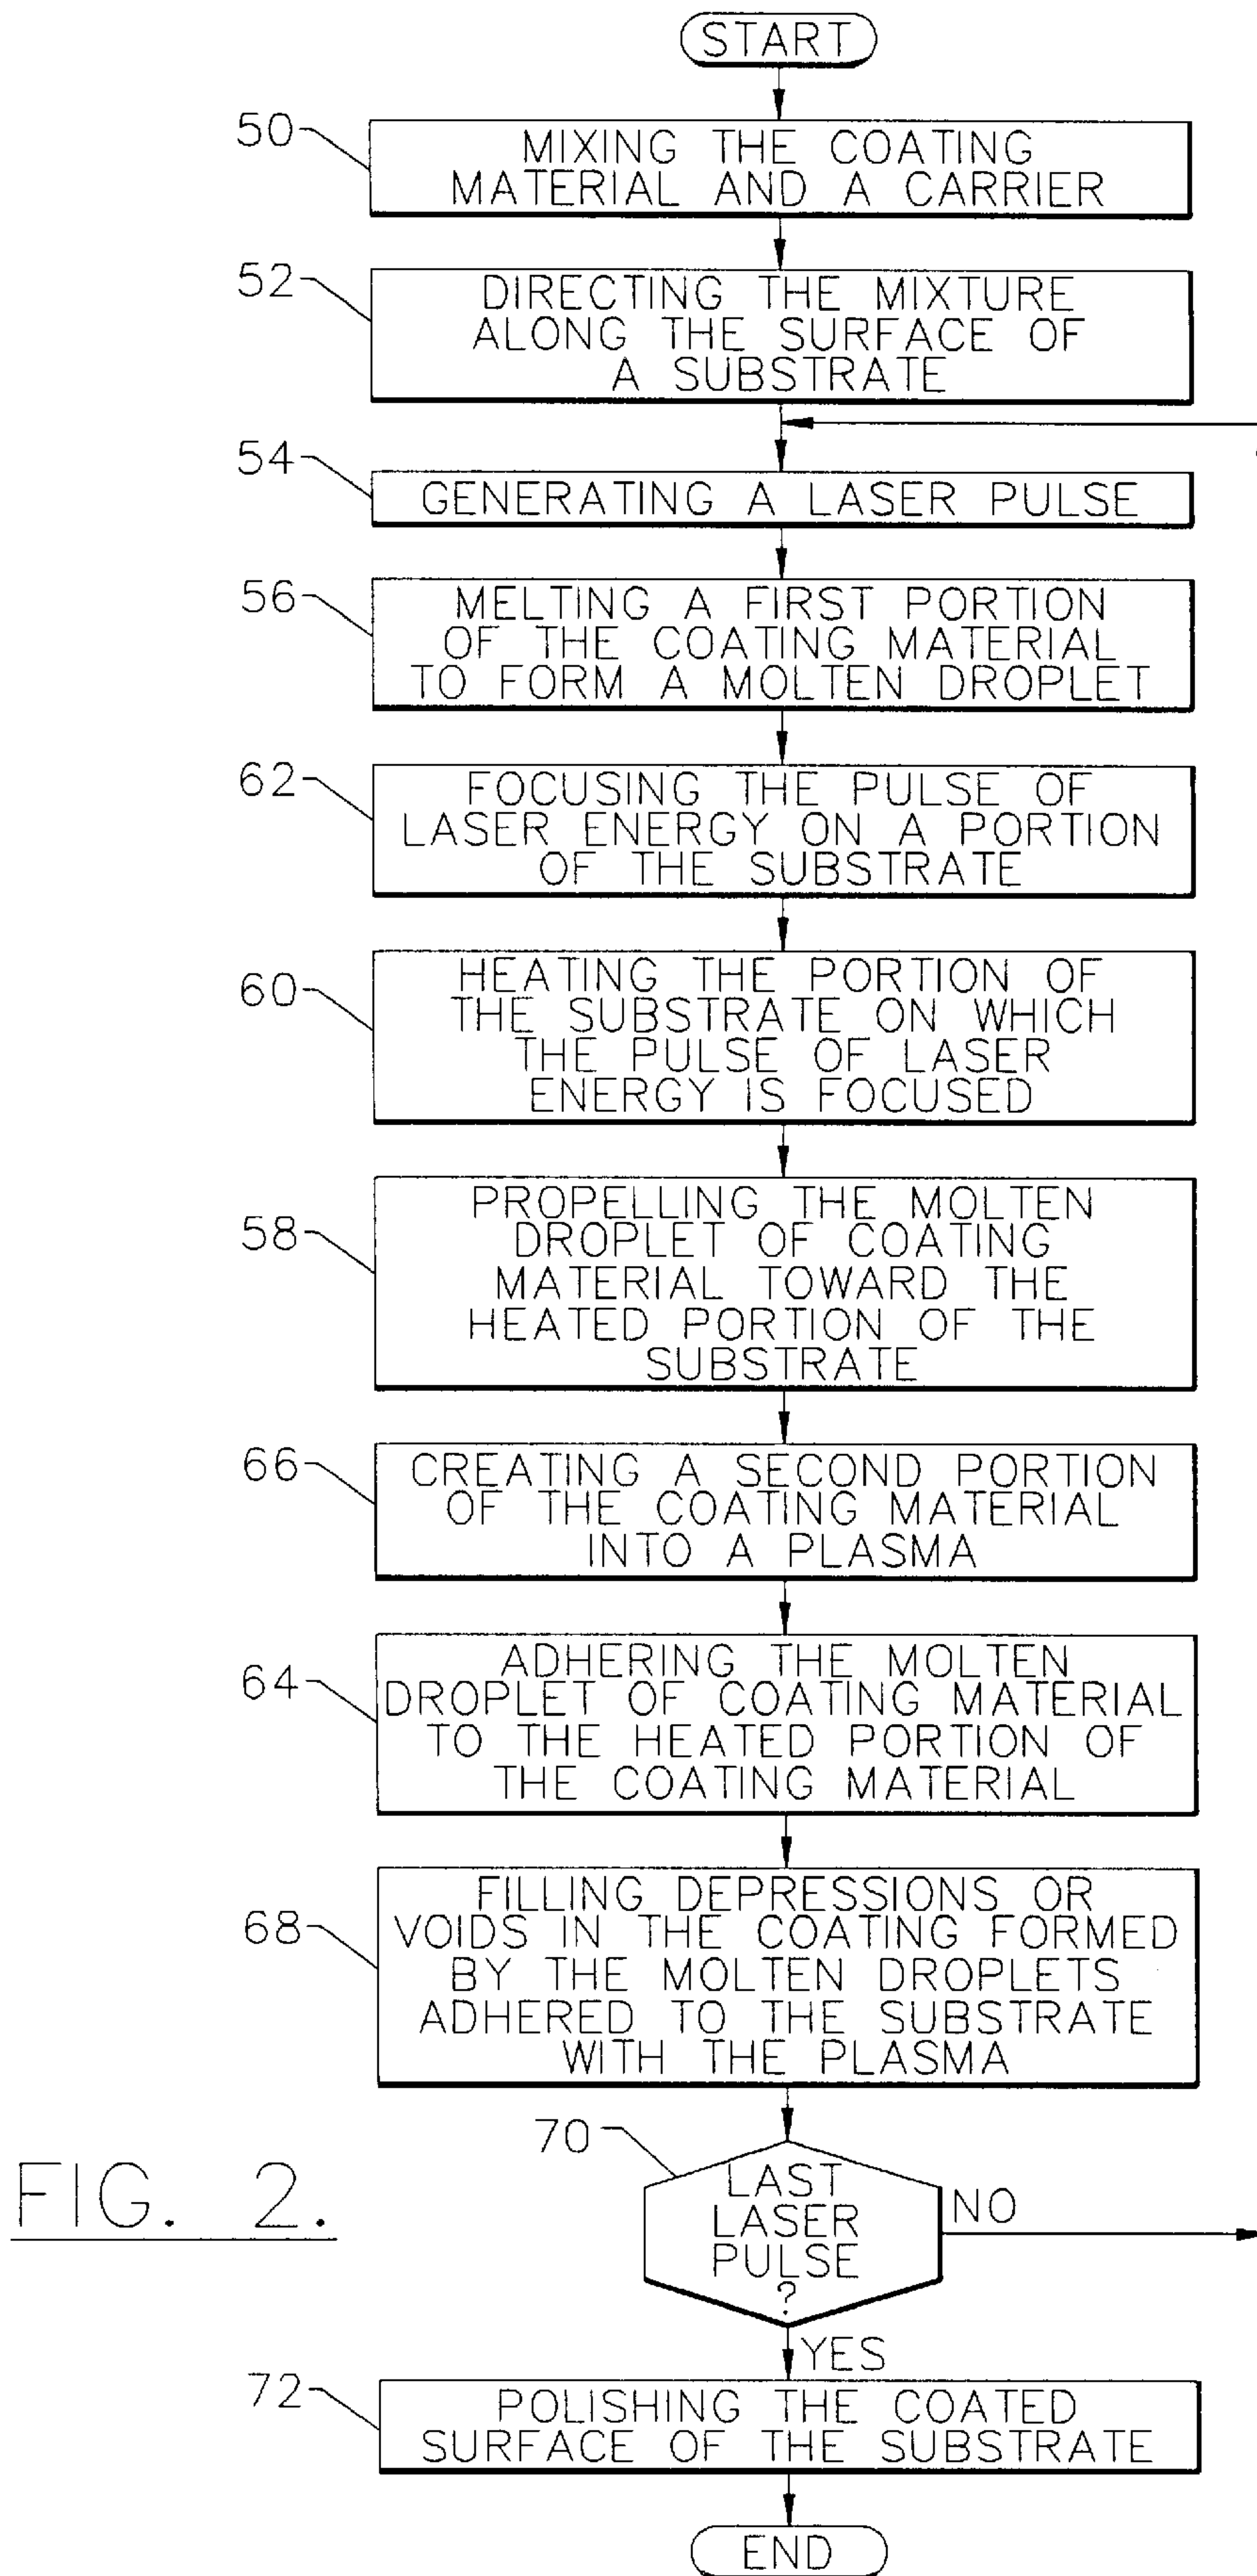 START
50
MIXING THE COATING
MATERIAL AND A CARRIER
52
DIRECTING THE MIXTURE
ALONG THE SURFACE OF
A SUBSTRATE
54
GENERATING A LASER PULSE
56
MELTING A FIRST PORTION
OF THE COATING MATERIAL
TO FORM A MOLTEN DROPLET
62
FOCUSING THE PULSE OF
LASER ENERGY ON A PORTION
OF THE SUBSTRATE
60
HEATING THE PORTION OF
THE SUBSTRATE ON WHICH
THE PULSE OF LASER
ENERGY IS FOCUSED
58
PROPELLING THE MOLTEN
DROPLET OF COATING
MATERIAL TOWARD THE
HEATED PORTION OF THE
SUBSTRATE
66
CREATING A SECOND PORTION
OF THE COATING MATERIAL
INTO A PLASMA
64
ADHERING THE MOLTEN
DROPLET OF COATING MATERIAL
TO THE HEATED PORTION OF
THE COATING MATERIAL
68
FILLING DEPRESSIONS OR
VOIDS IN THE COATING FORMED
BY THE MOLTEN DROPLETS
ADHERED TO THE SUBSTRATE
WITH THE PLASMA
70
LAST
LASER
PULSE
?
NO
YES
72
POLISHING THE COATED
SURFACE OF THE SUBSTRATE
END
FIG. 2.